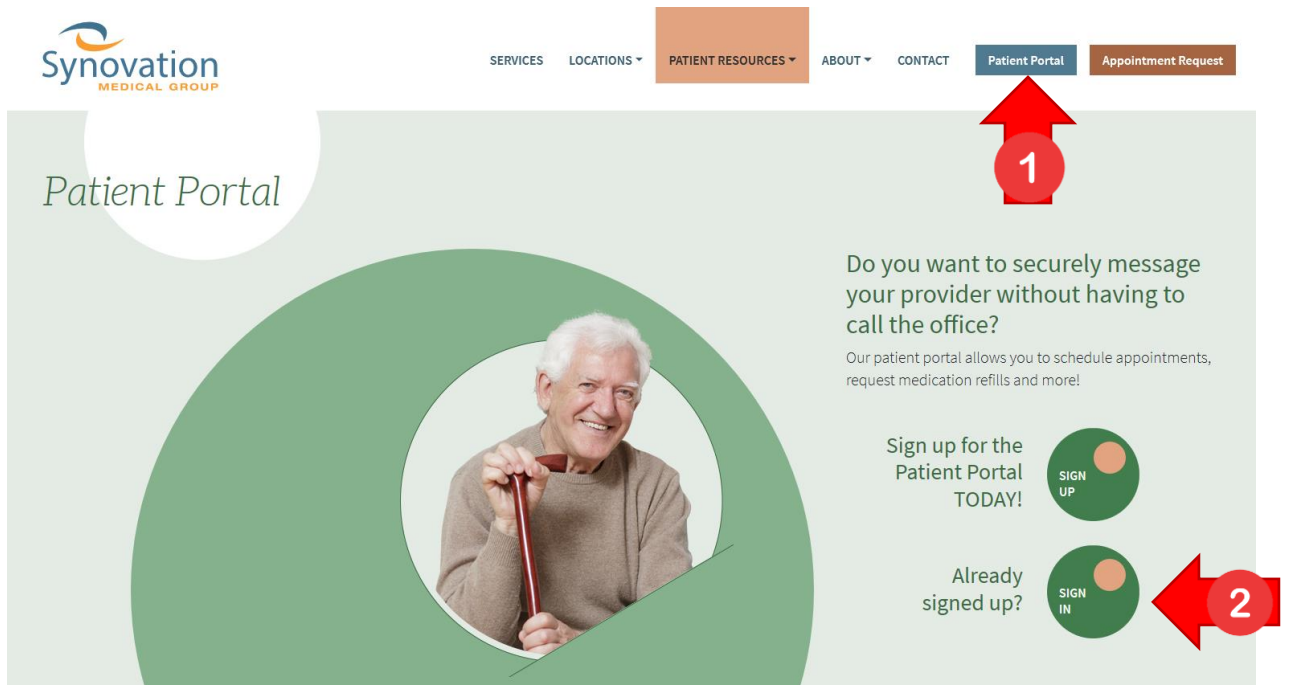 Synovation
MEDICAL GROUP
SERVICES LOCATIONS PATIENT RESOURCES ABOUT CONTACT Patient Portal Appointment Request
1
Patient Portal
Do you want to securely message
your provider without having to
call the office?
Our patient portal allows you to schedule appointments,
request medication refills and more!
Sign up for the
Patient Portal
TODAY!
SIGN
UP
Already
signed up?
SIGN
IN
2